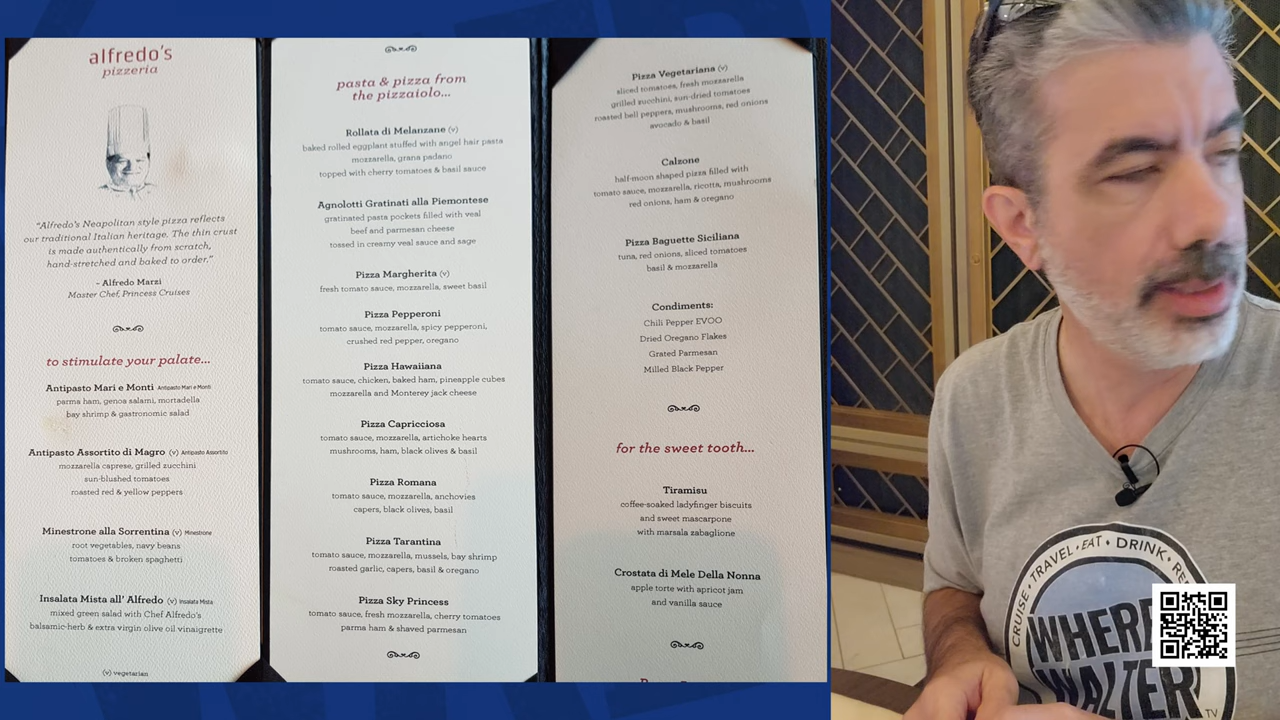 alfredo's
pizzeria
"Alfredo's Neapolitan style pizza reflects
our traditional Italian heritage. The thin crust
is made authentically from scratch,
hand-stretched and baked to order."
- Alfredo Marzi
Master Chef, Princess Cruises
to stimulate your palate...
Antipasto Mari e Monti Antipasto Mari e Monti
parma ham, genoa salami, mortadella
bay shrimp & gastronomic salad
Antipasto Assortito di Magro (v) Antipasto Assortito
mozzarella caprese, grilled zucchini
sun-blushed tomatoes
roasted red & yellow peppers
Minestrone alla Sorrentina (v) Minestrone
root vegetables, navy beans
tomatoes & broken spaghetti
Insalata Mista all' Alfredo (v) Insalata Mista
mixed green salad with Chef Alfredo's
balsamic-herb & extra virgin olive oil vinaigrette
(v) vegetarian
pasta & pizza from
the pizzaiolo...
Rollata di Melanzane (v)
baked rolled eggplant stuffed with angel hair pasta
mozzarella, grana padano
topped with cherry tomatoes & basil sauce
Agnolotti Gratinati alla Piemontese
gratinated pasta pockets filled with veal
beef and parmesan cheese
tossed in creamy veal sauce and sage
Pizza Margherita (v)
fresh tomato sauce, mozzarella, sweet basil
Pizza Pepperoni
tomato sauce, mozzarella, spicy pepperoni,
crushed red pepper, oregano
Pizza Hawaiiana
tomato sauce, chicken, baked ham, pineapple cubes
mozzarella and Monterey jack cheese
Pizza Capricciosa
tomato sauce, mozzarella, artichoke hearts
mushrooms, ham, black olives & basil
Pizza Romana
tomato sauce, mozzarella, anchovies
capers, black olives, basil
Pizza Tarantina
tomato sauce, mozzarella, mussels, bay shrimp
roasted garlic, capers, basil & oregano
Pizza Sky Princess
tomato sauce, fresh mozzarella, cherry tomatoes
parma ham & shaved parmesan
Pizza Vegetariana (v)
sliced tomatoes, fresh mozzarella
grilled zucchini, sun-dried tomatoes
roasted bell peppers, mushrooms, red onions
avocado & basil
Calzone
half-moon shaped pizza filled with
tomato sauce, mozzarella, ricotta, mushrooms
red onions, ham & oregano
Pizza Baguette Siciliana
tuna, red onions, sliced tomatoes
basil & mozzarella
Condiments:
Chili Pepper EVOO
Dried Oregano Flakes
Grated Parmesan
Milled Black Pepper
for the sweet tooth...
Tiramisu
coffee-soaked ladyfinger biscuits
and sweet mascarpone
with marsala zabaglione
Crostata di Mele Della Nonna
apple torte with apricot jam
and vanilla sauce
CRUISE • TRAVEL • EAT • DRINK •
WALTER
TV